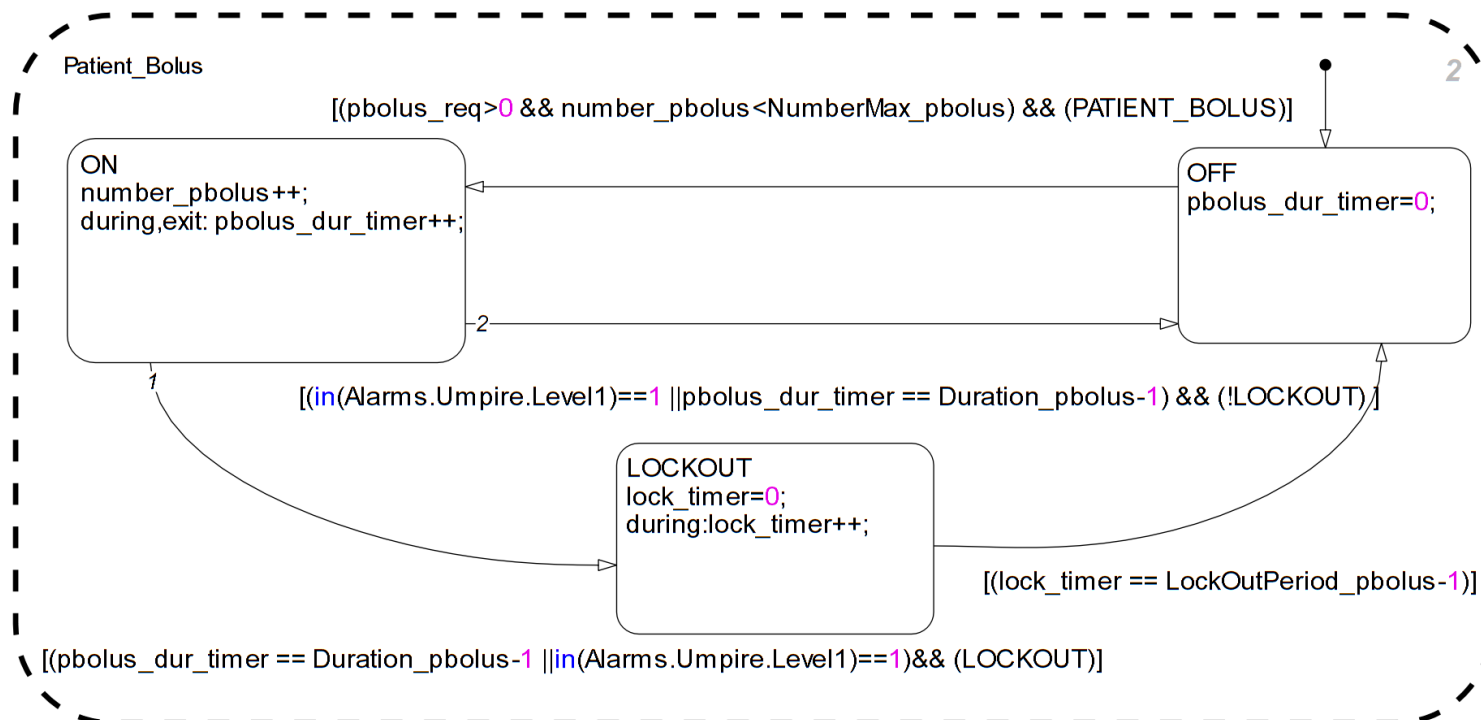 Patient_Bolus
2
[(pbolus_req>0 && number_pbolus<NumberMax_pbolus) && (PATIENT_BOLUS)]
ON
number_pbolus++;
during,exit: pbolus_dur_timer++;
OFF
pbolus_dur_timer=0;
2
1
[(in(Alarms.Umpire.Level1)==1 ||pbolus_dur_timer == Duration_pbolus-1) && (!LOCKOUT) ]
LOCKOUT
lock_timer=0;
during:lock_timer++;
[(lock_timer == LockOutPeriod_pbolus-1)]
[(pbolus_dur_timer == Duration_pbolus-1 ||in(Alarms.Umpire.Level1)==1)&& (LOCKOUT)]